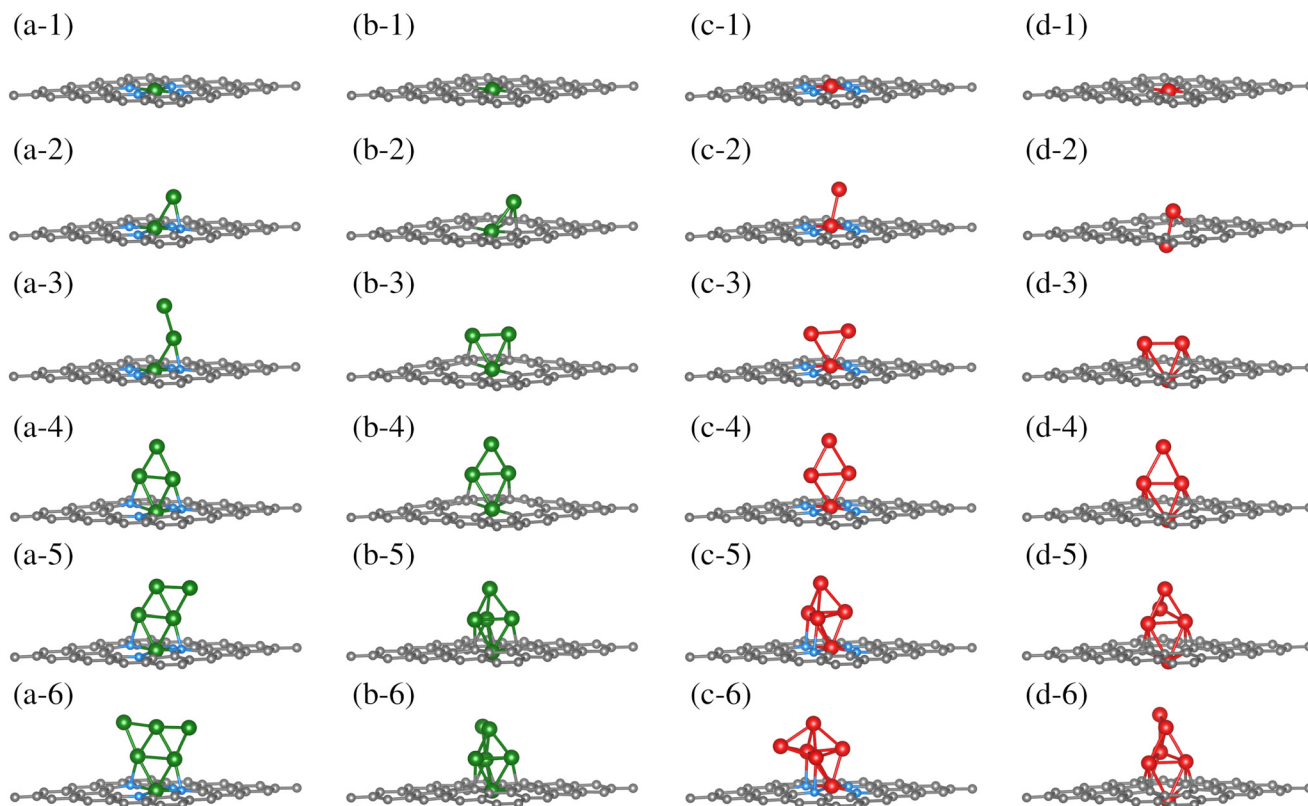 (a-1) (b-1) (c-1) (d-1)
(a-2) (b-2) (c-2) (d-2)
(a-3) (b-3) (c-3) (d-3)
(a-4) (b-4) (c-4) (d-4)
(a-5) (b-5) (c-5) (d-5)
(a-6) (b-6) (c-6) (d-6)